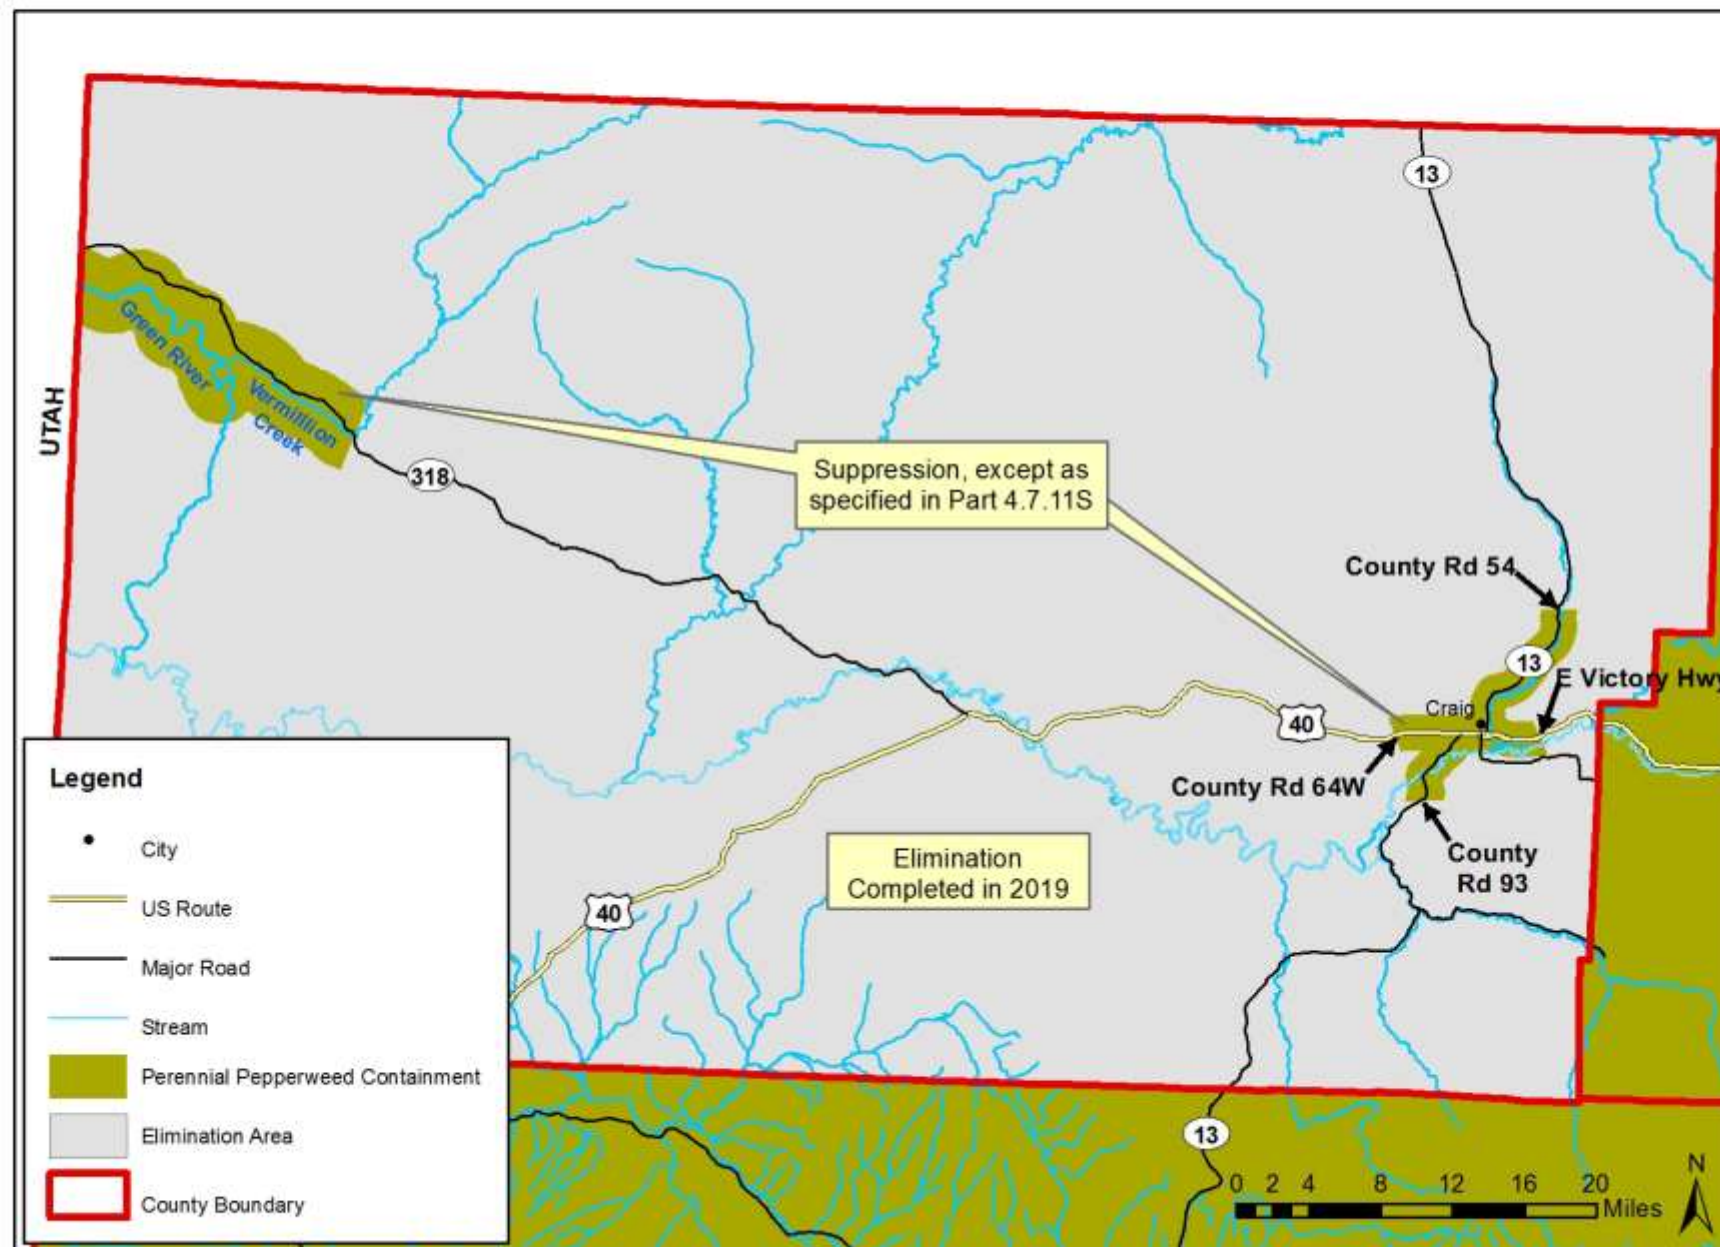 13
UTAH
Green River
Vermillion
Creek
318
Suppression, except as
specified in Part 4.7.11S
County Rd 54
13
E Victory Hwy
Craig
40
County Rd 64W
County
Rd 93
Elimination
Completed in 2019
40
13
Legend
City
US Route
Major Road
Stream
Perennial Pepperweed Containment
Elimination Area
County Boundary
N
0 2 4 8 12 16 20
Miles